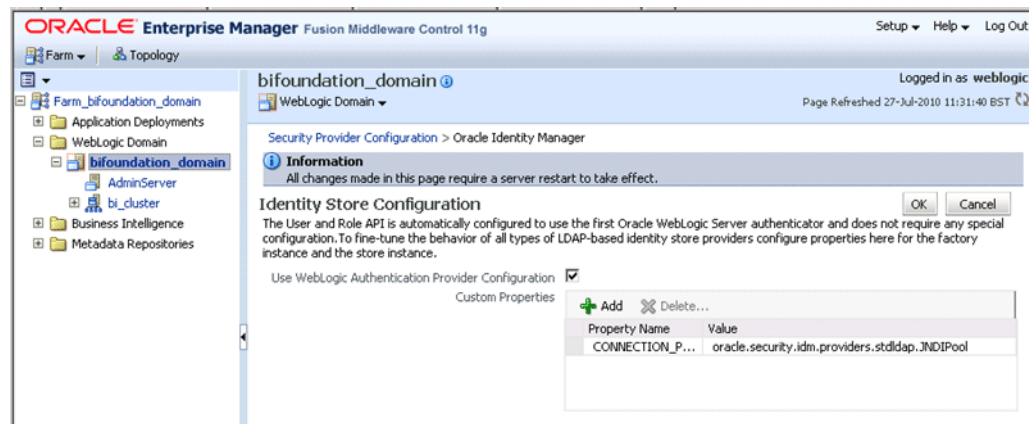 ORACLE Enterprise Manager Fusion Middleware Control 11g
Setup Help Log Out
Farm Topology
bifoundation_domain
Logged in as weblogic
WebLogic Domain
Page Refreshed 27-Jul-2010 11:31:40 BST
Farm_bifoundation_domain
Application Deployments
WebLogic Domain
bifoundation_domain
AdminServer
bi_cluster
Business Intelligence
Metadata Repositories
Security Provider Configuration > Oracle Identity Manager
Information
All changes made in this page require a server restart to take effect.
Identity Store Configuration
OK Cancel
The User and Role API is automatically configured to use the first Oracle WebLogic Server authenticator and does not require any special
configuration.To fine-tune the behavior of all types of LDAP-based identity store providers configure properties here for the factory
instance and the store instance.
Use WebLogic Authentication Provider Configuration
Custom Properties
Add Delete...
Property Name Value
CONNECTION_P... oracle.security.idm.providers.stdldap.JNDIPool